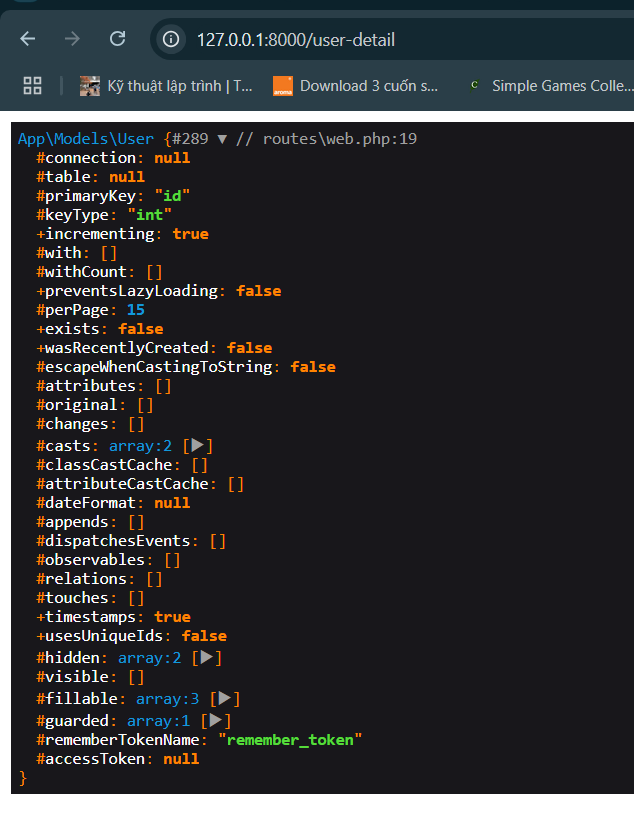 127.0.0.1:8000/user-detail
Kỹ thuật lập trình | T... Download 3 cuốn s... Simple Games Colle...
App\Models\User {#289 ▼ // routes\web.php:19
#connection: null
#table: null
#primaryKey: "id"
#keyType: "int"
+incrementing: true
#with: []
#withCount: []
+preventsLazyLoading: false
#perPage: 15
+exists: false
+wasRecentlyCreated: false
#escapeWhenCastingToString: false
#attributes: []
#original: []
#changes: []
#casts: array:2 [▶]
#classCastCache: []
#attributeCastCache: []
#dateFormat: null
#appends: []
#dispatchesEvents: []
#observables: []
#relations: []
#touches: []
+timestamps: true
+usesUniqueIds: false
#hidden: array:2 [▶]
#visible: []
#fillable: array:3 [▶]
#guarded: array:1 [▶]
#rememberTokenName: "remember_token"
#accessToken: null
}